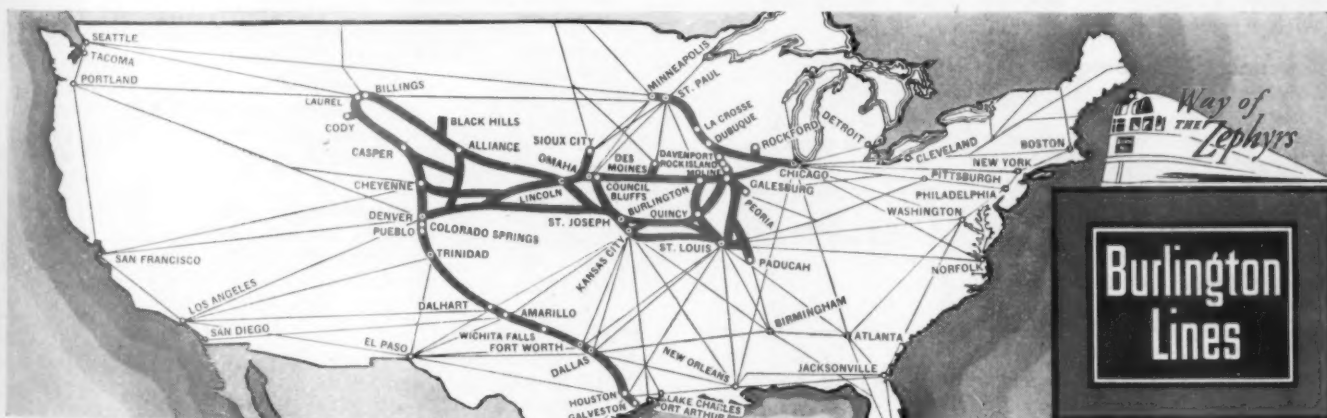 SEATTLE
TACOMA
PORTLAND
BILLINGS
LAUREL
CODY
BLACK HILLS
CASPER
ALLIANCE
CHEYENNE
SIOUX CITY
OMAHA
DES
MOINES
COUNCIL
BLUFFS
LINCOLN
MINNEAPOLIS
ST. PAUL
LA CROSSE
DUBUQUE
ROCKFORD
DETROIT
DAVENPORT
ROCK ISLAND
MOLINE
CHICAGO
CLEVELAND
BOSTON
NEW YORK
PITTSBURGH
PHILADELPHIA
WASHINGTON
NORFOLK
GALESBURG
PEORIA
BURLINGTON
QUINCY
DENVER
PUEBLO
COLORADO SPRINGS
TRINIDAD
ST. JOSEPH
KANSAS CITY
ST. LOUIS
PADUCAH
SAN FRANCISCO
LOS ANGELES
SAN DIEGO
EL PASO
DALHART
AMARILLO
WICHITA FALLS
FORT WORTH
DALLAS
BIRMINGHAM
ATLANTA
NEW ORLEANS
JACKSONVILLE
HOUSTON
GALVESTON
LAKE CHARLES
PORT ARTHUR
Way of
THE Zephyrs
Burlington
Lines